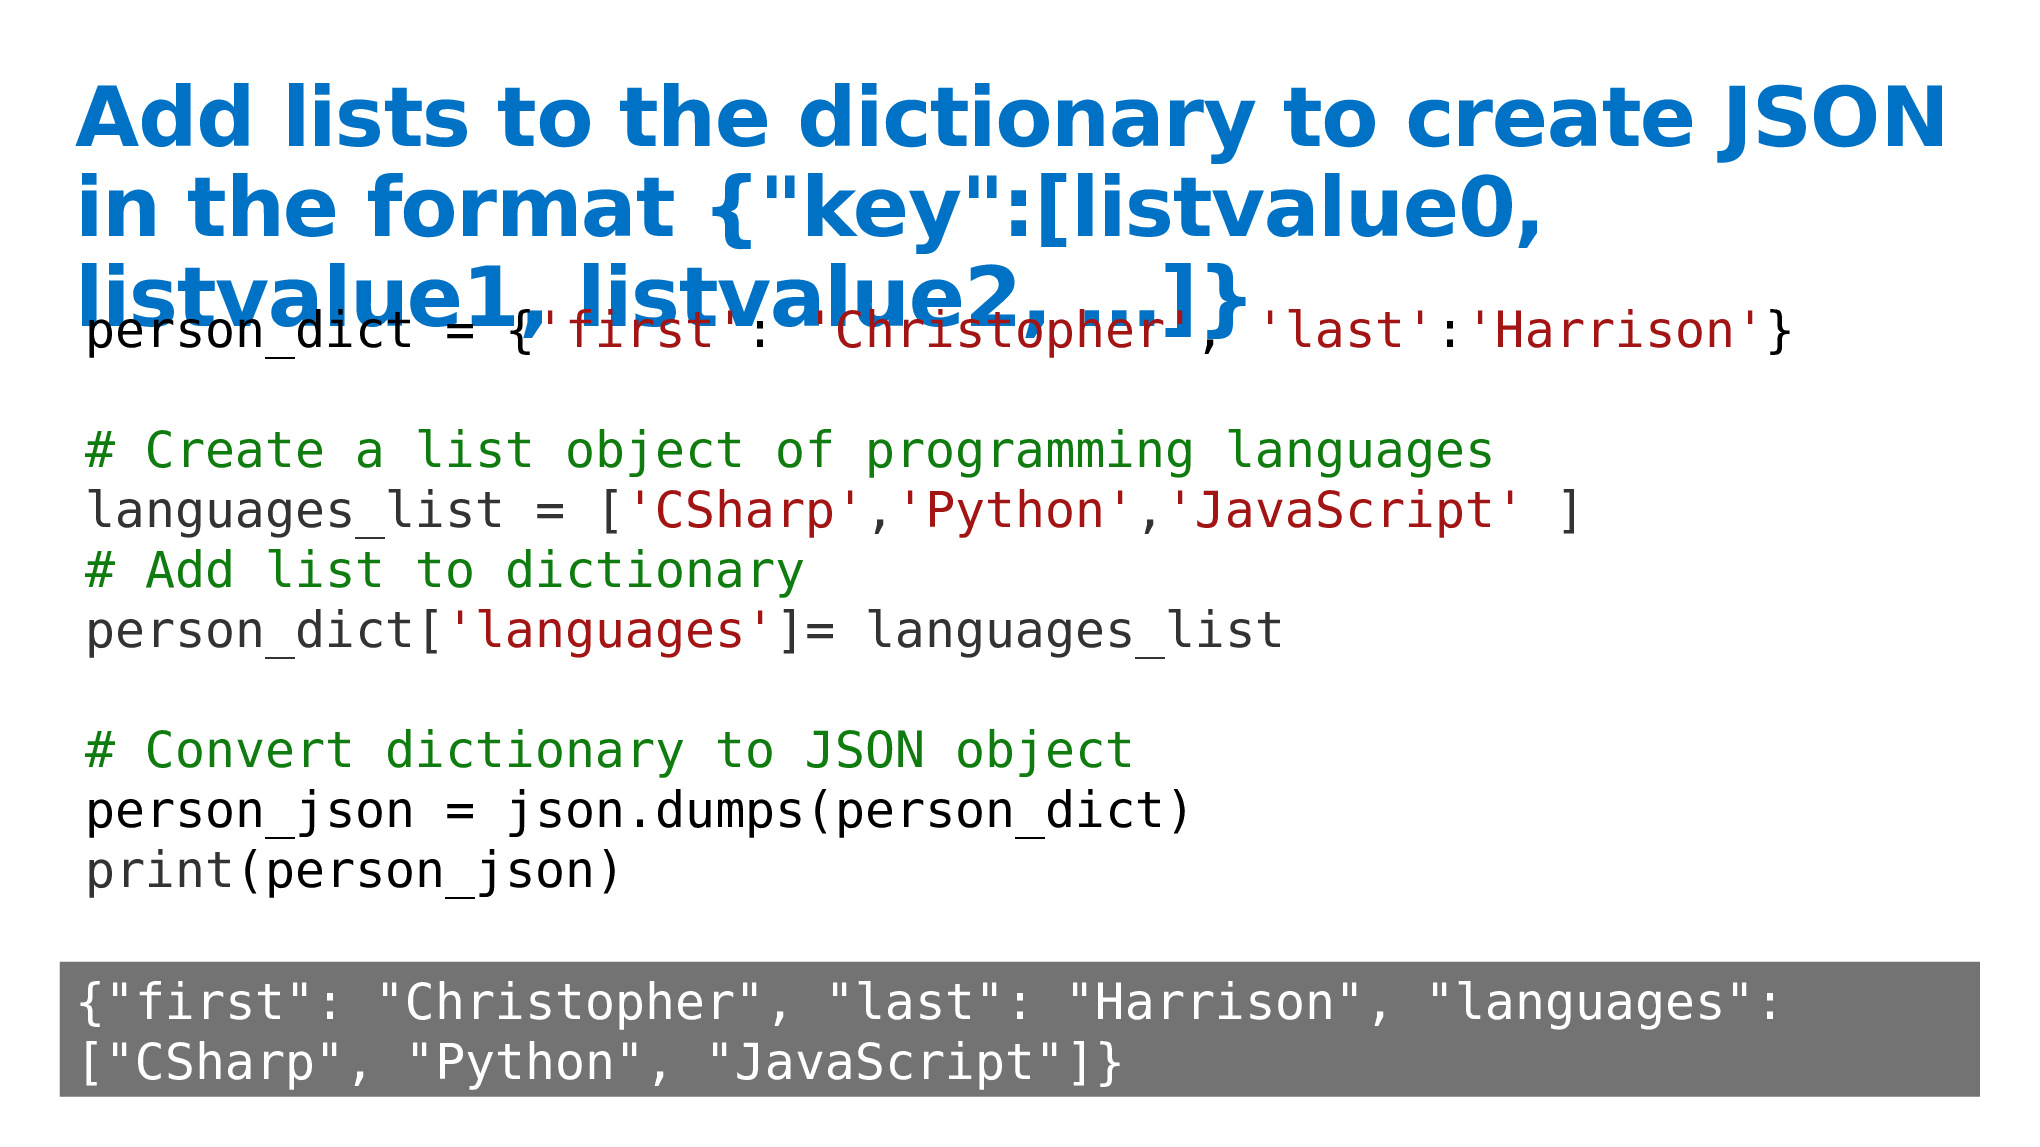 Add lists to the dictionary to create JSON
in the format {"key":[listvalue0,
listvalue1, listvalue2, …]}
person_dict = {'first': 'Christopher', 'last':'Harrison'}
# Create a list object of programming languages
languages_list = ['CSharp','Python','JavaScript' ]
# Add list to dictionary
person_dict['languages']= languages_list
# Convert dictionary to JSON object
person_json = json.dumps(person_dict)
print(person_json)
{"first": "Christopher", "last": "Harrison", "languages":
["CSharp", "Python", "JavaScript"]}